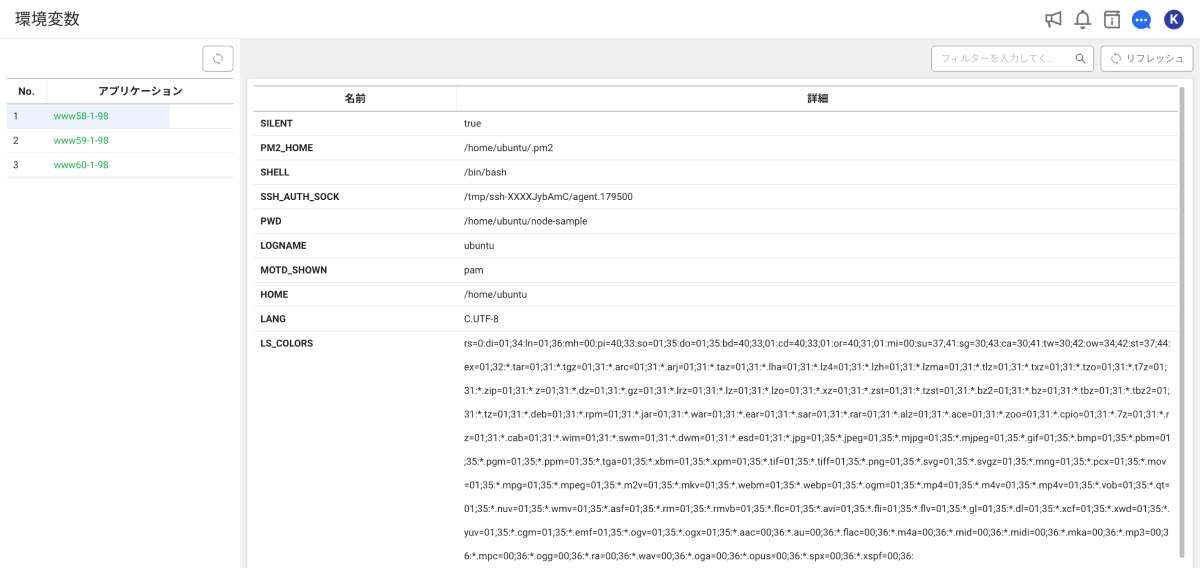 環境変数
K
フィルターを入力してく...
リフレッシュ
No. アプリケーション
1 www58-1-98
2 www59-1-98
3 www60-1-98
名前 詳細
SILENT true
PM2_HOME /home/ubuntu/.pm2
SHELL /bin/bash
SSH_AUTH_SOCK /tmp/ssh-XXXXJybAmC/agent.179500
PWD /home/ubuntu/node-sample
LOGNAME ubuntu
MOTD_SHOWN pam
HOME /home/ubuntu
LANG C.UTF-8
LS_COLORS rs=0:di=01;34:ln=01;36:mh=00:pi=40;33:so=01;35:do=01;35:bd=40;33;01:cd=40;33;01:or=40;31;01:mi=00:su=37;41:sg=30;43:ca=30;41:tw=30;42:ow=34;42:st=37;44:
ex=01;32:*.tar=01;31:*.tgz=01;31:*.arc=01;31:*.arj=01;31:*.taz=01;31:*.lha=01;31:*.lz4=01;31:*.lzh=01;31:*.lzma=01;31:*.tlz=01;31:*.txz=01;31:*.tzo=01;31:*.t7z=01;
31:*.zip=01;31:*.z=01;31:*.dz=01;31:*.gz=01;31:*.lrz=01;31:*.lz=01;31:*.lzo=01;31:*.xz=01;31:*.zst=01;31:*.tzst=01;31:*.bz2=01;31:*.bz=01;31:*.tbz=01;31:*.tbz2=01;
31:*.tz=01;31:*.deb=01;31:*.rpm=01;31:*.jar=01;31:*.war=01;31:*.ear=01;31:*.sar=01;31:*.rar=01;31:*.alz=01;31:*.ace=01;31:*.zoo=01;31:*.cpio=01;31:*.7z=01;31:*.r
z=01;31:*.cab=01;31:*.wim=01;31:*.swm=01;31:*.dwm=01;31:*.esd=01;31:*.jpg=01;35:*.jpeg=01;35:*.mjpg=01;35:*.mjpeg=01;35:*.gif=01;35:*.bmp=01;35:*.pbm=01
;35:*.pgm=01;35:*.ppm=01;35:*.tga=01;35:*.xbm=01;35:*.xpm=01;35:*.tif=01;35:*.tiff=01;35:*.png=01;35:*.svg=01;35:*.svgz=01;35:*.mng=01;35:*.pcx=01;35:*.mov
=01;35:*.mpg=01;35:*.mpeg=01;35:*.m2v=01;35:*.mkv=01;35:*.webm=01;35:*.webp=01;35:*.ogm=01;35:*.mp4=01;35:*.m4v=01;35:*.mp4v=01;35:*.vob=01;35:*.qt=
01;35:*.nuv=01;35:*.wmv=01;35:*.asf=01;35:*.rm=01;35:*.rmvb=01;35:*.flc=01;35:*.avi=01;35:*.fli=01;35:*.flv=01;35:*.gl=01;35:*.dl=01;35:*.xcf=01;35:*.xwd=01;35:*.
yuv=01;35:*.cgm=01;35:*.emf=01;35:*.ogv=01;35:*.ogx=01;35:*.aac=00;36:*.au=00;36:*.flac=00;36:*.m4a=00;36:*.mid=00;36:*.midi=00;36:*.mka=00;36:*.mp3=00;3
6:*.mpc=00;36:*.ogg=00;36:*.ra=00;36:*.wav=00;36:*.oga=00;36:*.opus=00;36:*.spx=00;36:*.xspf=00;36: